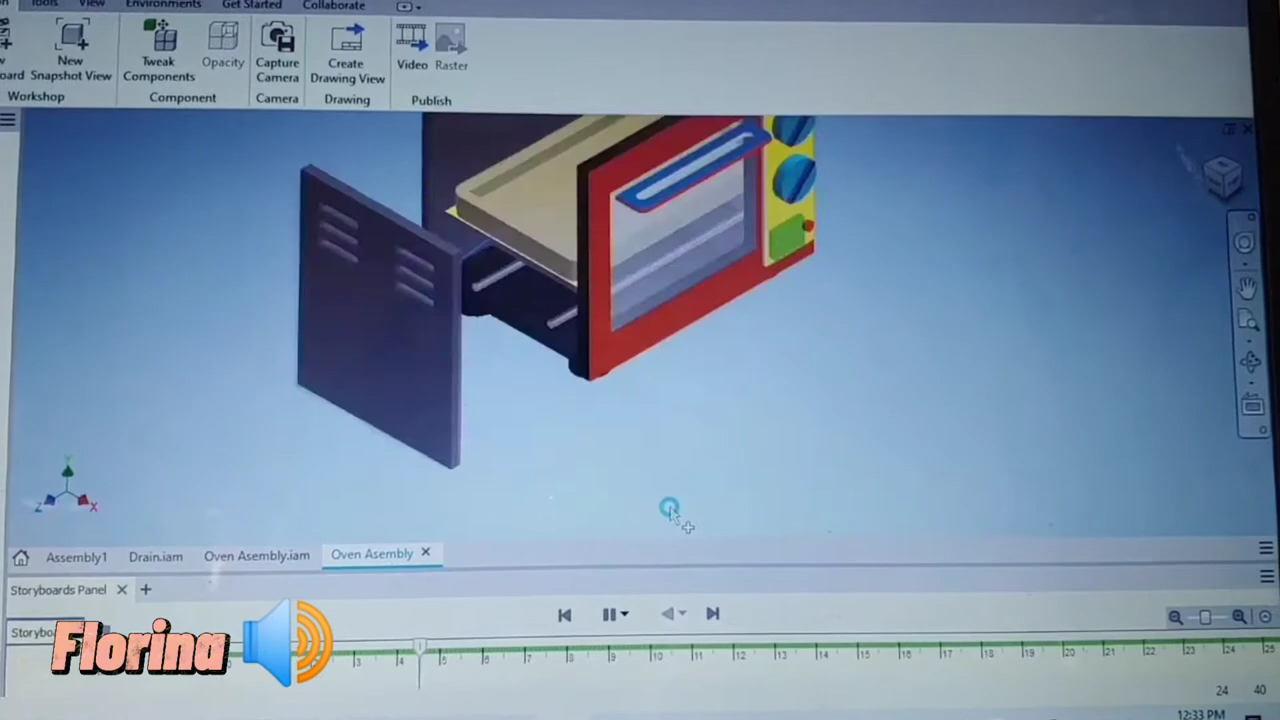 Tools View Environments Get Started Collaborate
New Snapshot View
Tweak Components
Opacity
Capture Camera
Create Drawing View
Video
Raster
Workshop
Component
Camera
Drawing
Publish
Y
Z
X
Assembly1
Drain.iam
Oven Asembly.iam
Oven Asembly
Storyboards Panel
Florina
3 4 5 6 7 8 9 10 11 12 13 14 15 16 17 18 19 20 21 22 23 24 25
24 40
12:33 PM